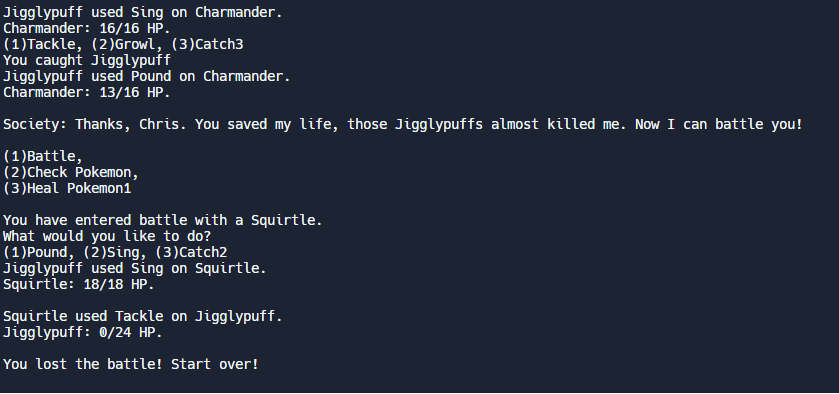 Jigglypuff used Sing on Charmander.
Charmander: 16/16 HP.
(1)Tackle, (2)Growl, (3)Catch3
You caught Jigglypuff
Jigglypuff used Pound on Charmander.
Charmander: 13/16 HP.
Society: Thanks, Chris. You saved my life, those Jigglypuffs almost killed me. Now I can battle you!
(1)Battle,
(2)Check Pokemon,
(3)Heal Pokemon1
You have entered battle with a Squirtle.
What would you like to do?
(1)Pound, (2)Sing, (3)Catch2
Jigglypuff used Sing on Squirtle.
Squirtle: 18/18 HP.
Squirtle used Tackle on Jigglypuff.
Jigglypuff: 0/24 HP.
You lost the battle! Start over!